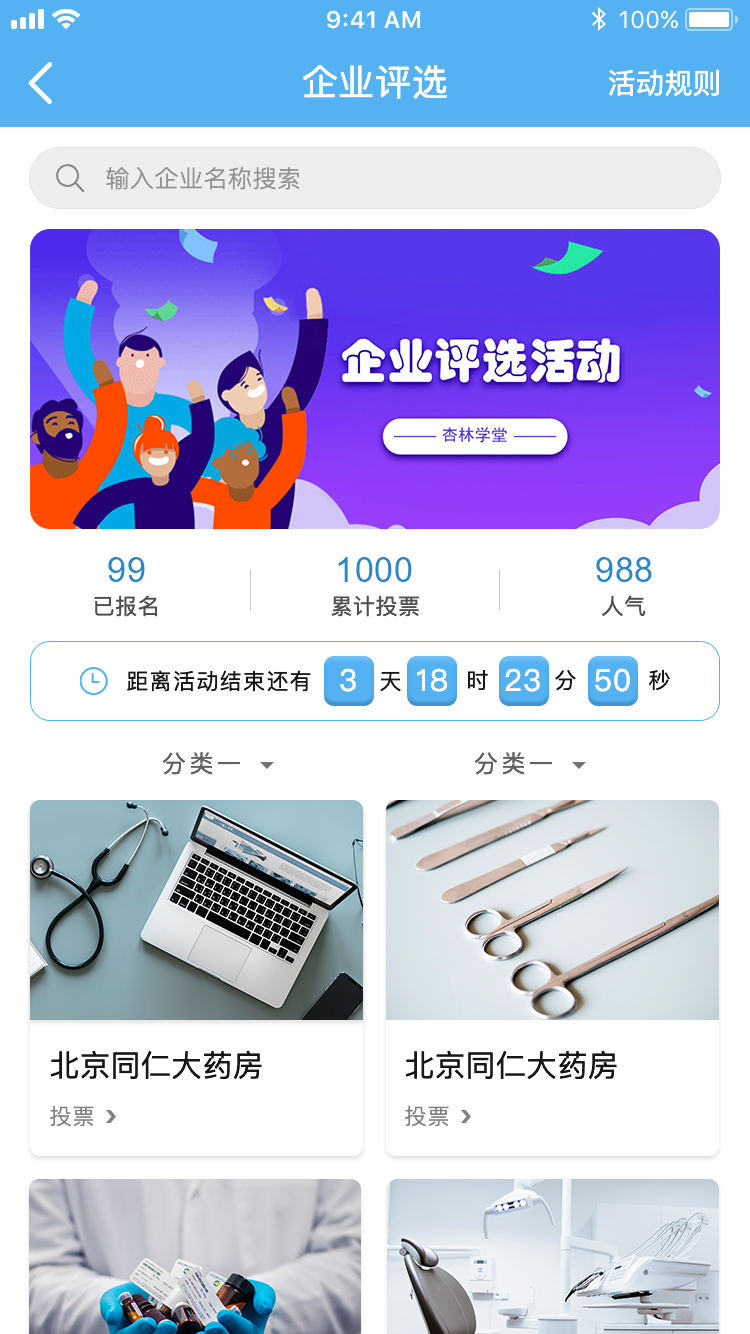 9:41 AM
100%
企业评选
活动规则
输入企业名称搜索
企业评选活动
杏林学堂
99
1000
988
已报名
累计投票
人气
距离活动结束还有 3 天 18 时 23 分 50 秒
分类一
分类一
北京同仁大药房
北京同仁大药房
投票
投票